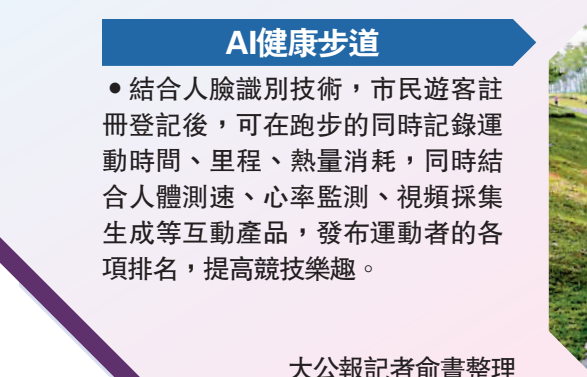 AI健康步道
•結合人臉識別技術,市民遊客註
冊登記後,可在跑步的同時記錄運
動時間、里程、熱量消耗,同時結
合人體測速、心率監測、視頻採集
生成等互動產品,發布運動者的各
項排名,提高競技樂趣。
大公報記者俞書整理